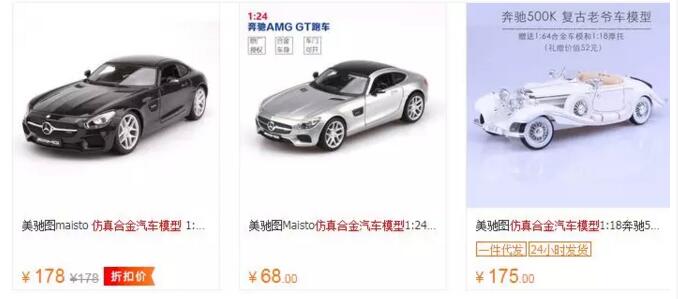 1:24
奔驰AMG GT跑车
原厂授权
合金车身
车门可开
奔驰500K 复古老爷车模型
赠送1:64合金车模和1:18摩托
(礼赠价值52元)
美驰图maisto 仿真合金汽车模型 1:...
美驰图Maisto仿真合金汽车模型1:24...
美驰图仿真合金汽车模型1:18奔驰5...
一件代发 24小时发货
¥ 178 ¥178 折扣价
¥ 68.00
¥ 175.00